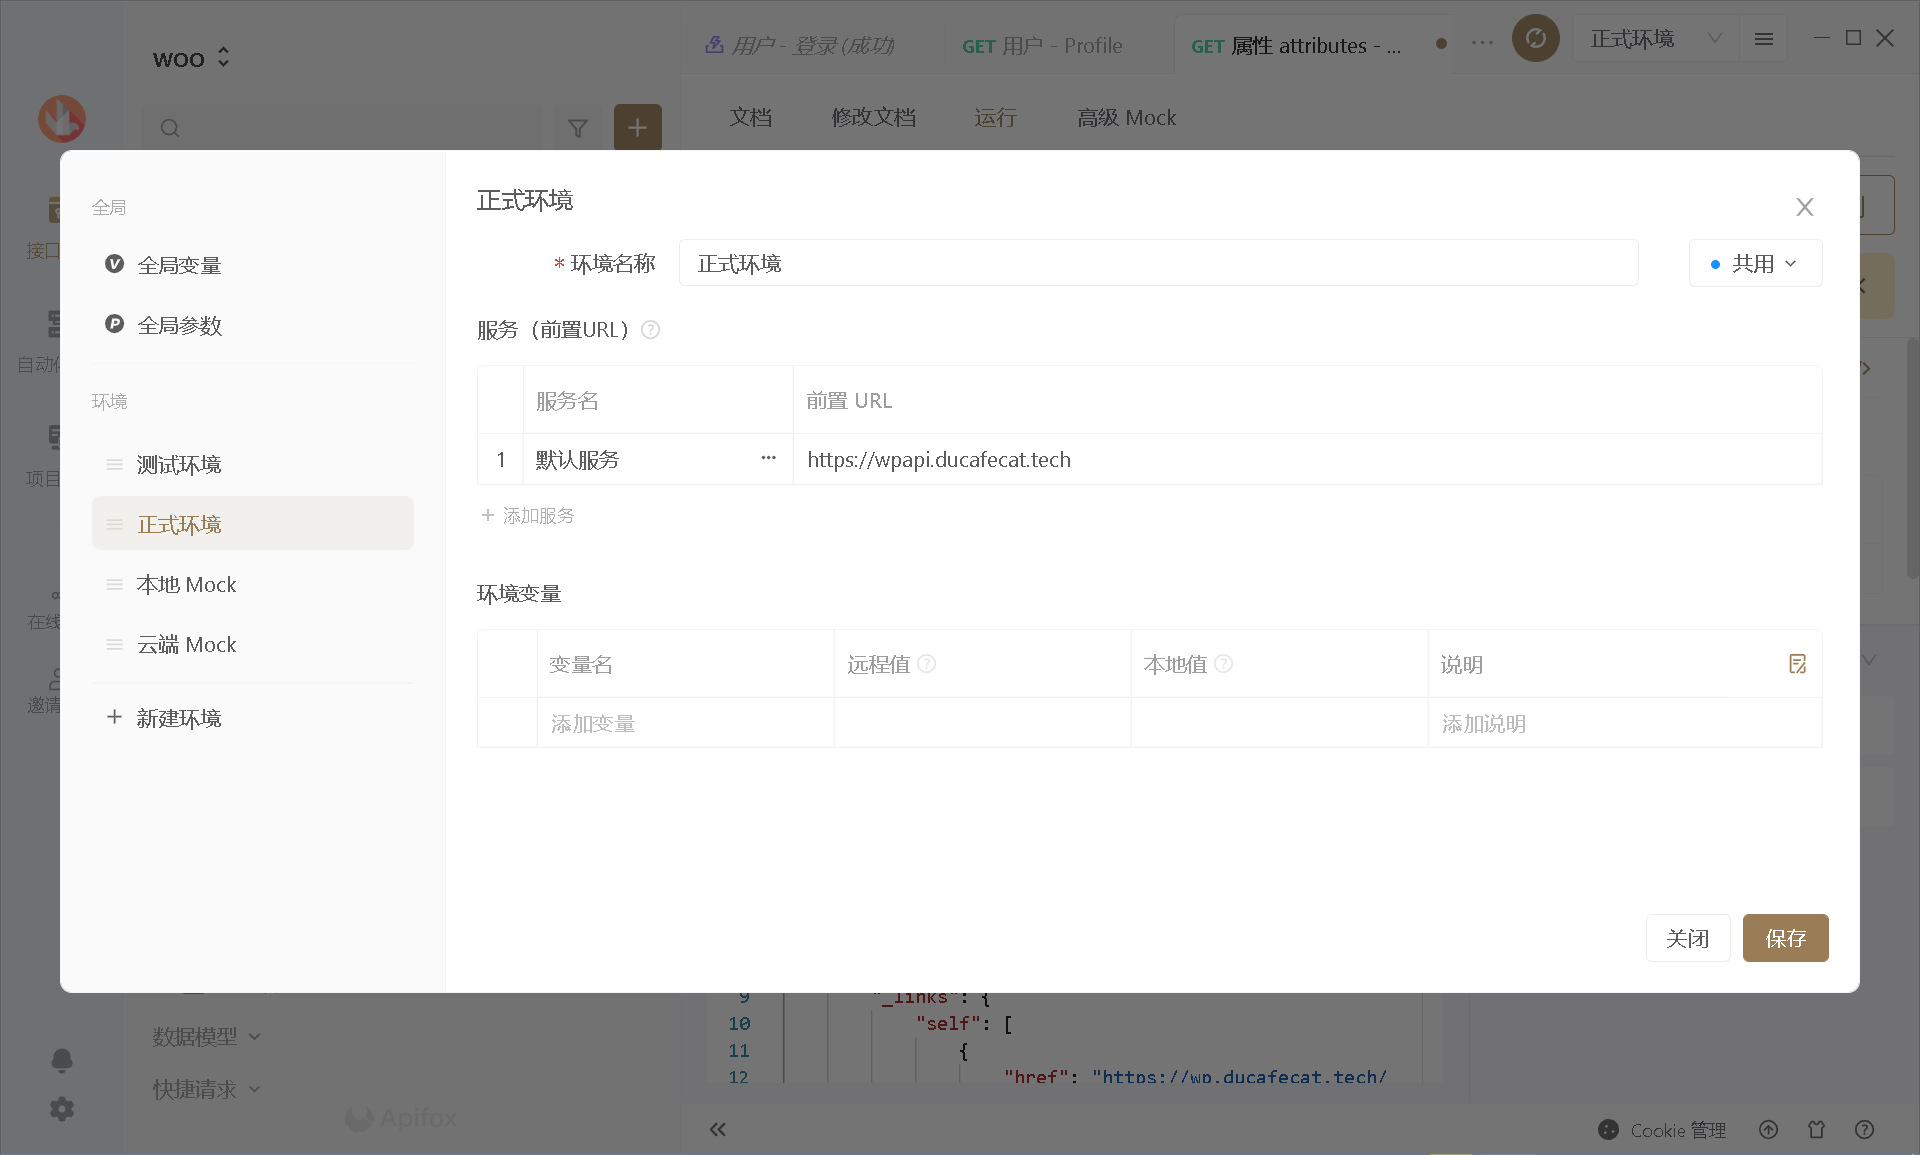 woo
用户 - 登录 (成功)
GET 用户 - Profile
GET 属性 attributes - ...
正式环境
文档
修改文档
运行
高级 Mock
接口
自动化
项目
在线
邀请
全局
全局变量
全局参数
环境
测试环境
正式环境
本地 Mock
云端 Mock
新建环境
正式环境
* 环境名称
正式环境
共用
服务（前置URL）
服务名
前置 URL
1
默认服务
https://wpapi.ducafecat.tech
+ 添加服务
环境变量
变量名
远程值
本地值
说明
添加变量
添加说明
关闭
保存
9 "_links": {
10 "self": [
11 {
12 "href": "https://wp.ducafecat.tech/
数据模型
快捷请求
Apifox
Cookie 管理